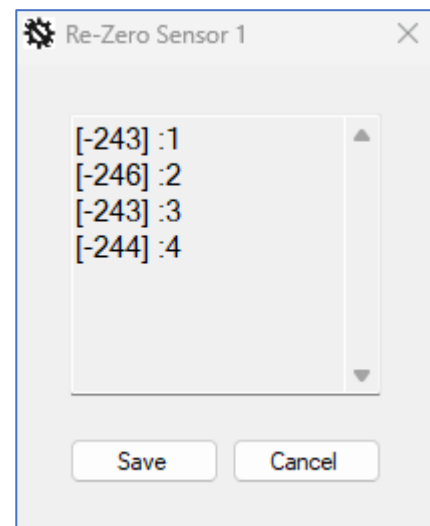 Re-Zero Sensor 1
[-243] :1
[-246] :2
[-243] :3
[-244] :4
Save
Cancel